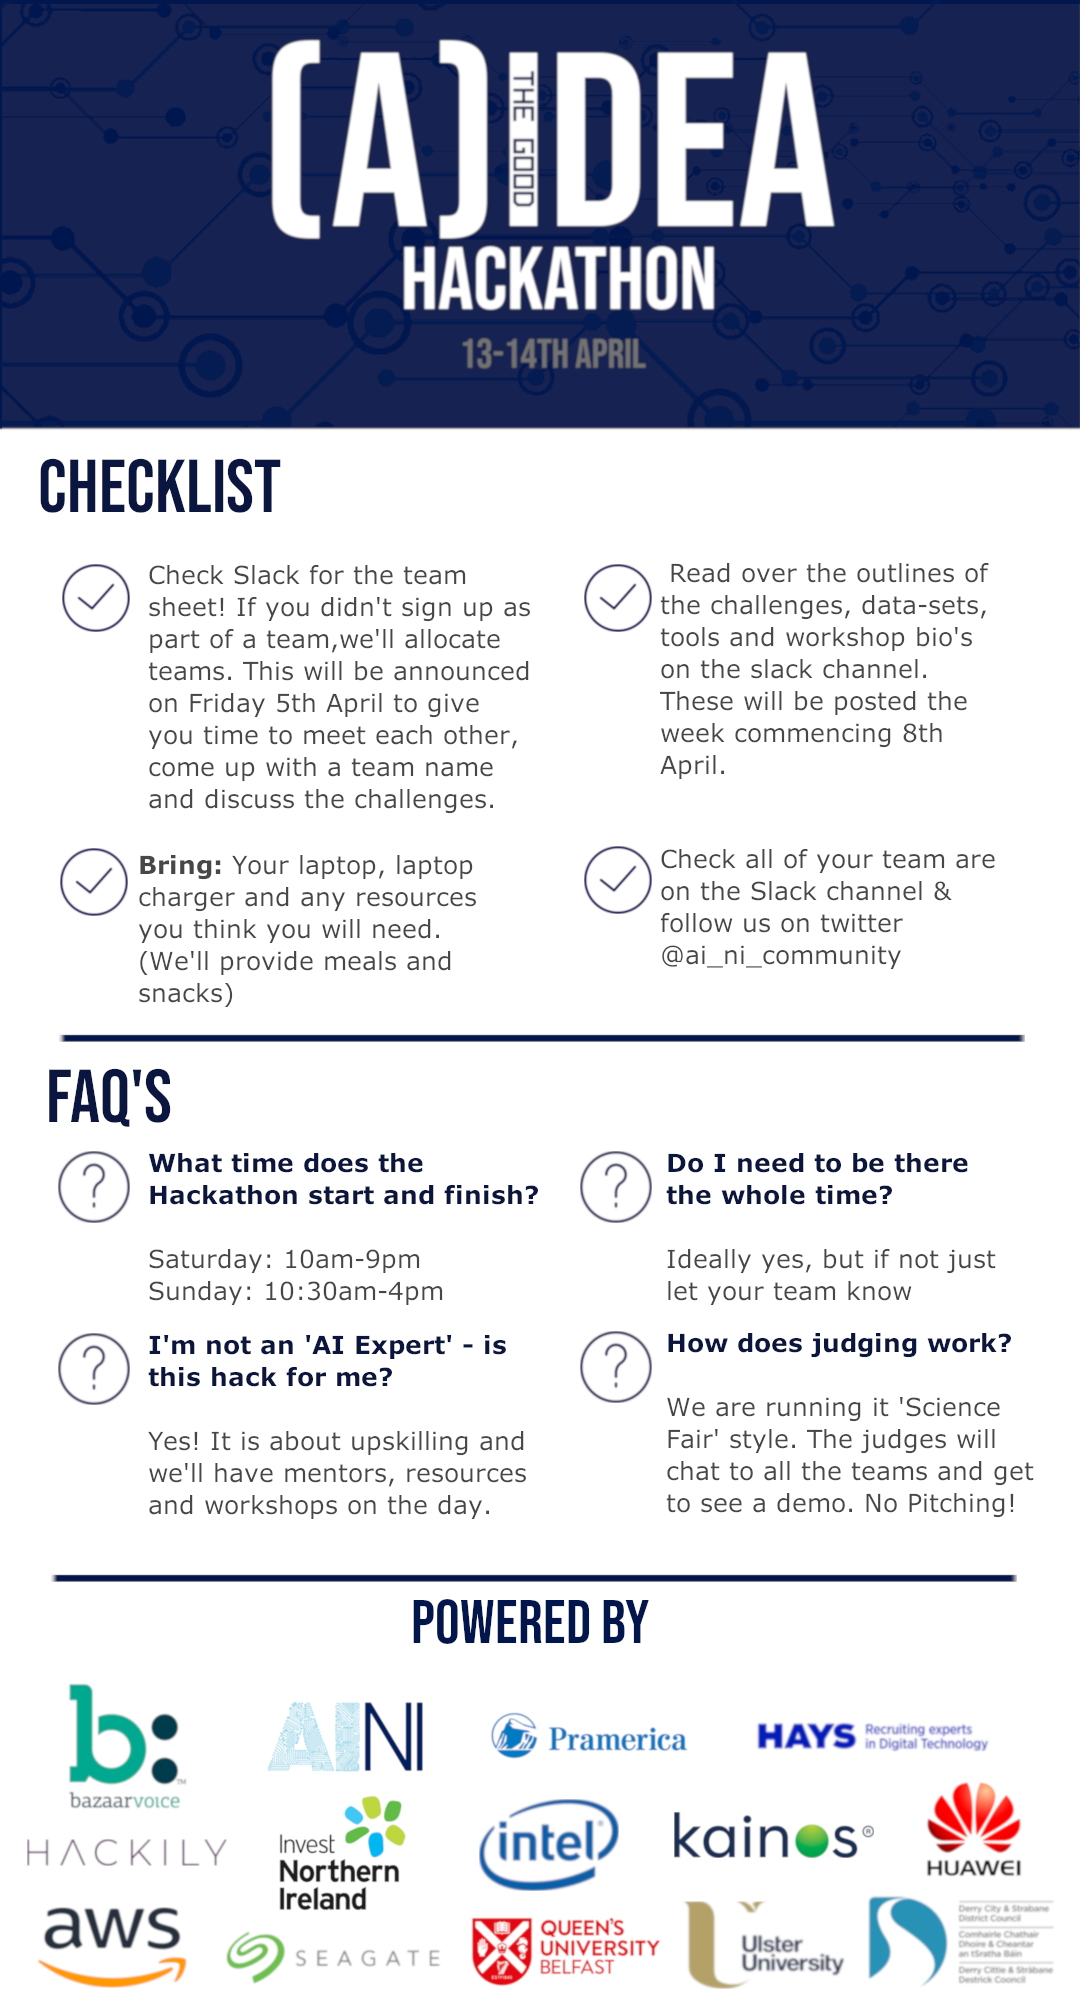 (A)IDEA
THE GOOD
HACKATHON
13-14TH APRIL
CHECKLIST
Check Slack for the team
sheet! If you didn't sign up as
part of a team,we'll allocate
teams. This will be announced
on Friday 5th April to give
you time to meet each other,
come up with a team name
and discuss the challenges.
Read over the outlines of
the challenges, data-sets,
tools and workshop bio's
on the slack channel.
These will be posted the
week commencing 8th
April.
Bring: Your laptop, laptop
charger and any resources
you think you will need.
(We'll provide meals and
snacks)
Check all of your team are
on the Slack channel &
follow us on twitter
@ai_ni_community
FAQ'S
What time does the
Hackathon start and finish?
Saturday: 10am-9pm
Sunday: 10:30am-4pm
Do I need to be there
the whole time?
Ideally yes, but if not just
let your team know
I'm not an 'AI Expert' - is
this hack for me?
Yes! It is about upskilling and
we'll have mentors, resources
and workshops on the day.
How does judging work?
We are running it 'Science
Fair' style. The judges will
chat to all the teams and get
to see a demo. No Pitching!
POWERED BY
b:™
bazaarvoice
AINI
Pramerica
HAYS
Recruiting experts
in Digital Technology
HACKILY
Invest
Northern
Ireland
intel®
kainos®
HUAWEI
aws
SEAGATE
QUEEN'S
UNIVERSITY
BELFAST
Ulster
University
Derry City & Strabane
District Council
Comhairle Chathair
Dhoire & Cheantar
an tSratha Báin
Derry Cittie & Stràbane
Destrick Cooncil